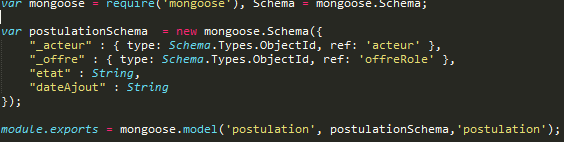 var mongoose = require('mongoose'), Schema = mongoose.Schema;
var postulationSchema  = new mongoose.Schema({
    "_acteur" : { type: Schema.Types.ObjectId, ref: 'acteur' },
    "_offre" : { type: Schema.Types.ObjectId, ref: 'offreRole' },
    "etat" : String,
    "dateAjout" : String
});
module.exports = mongoose.model('postulation', postulationSchema,'postulation');